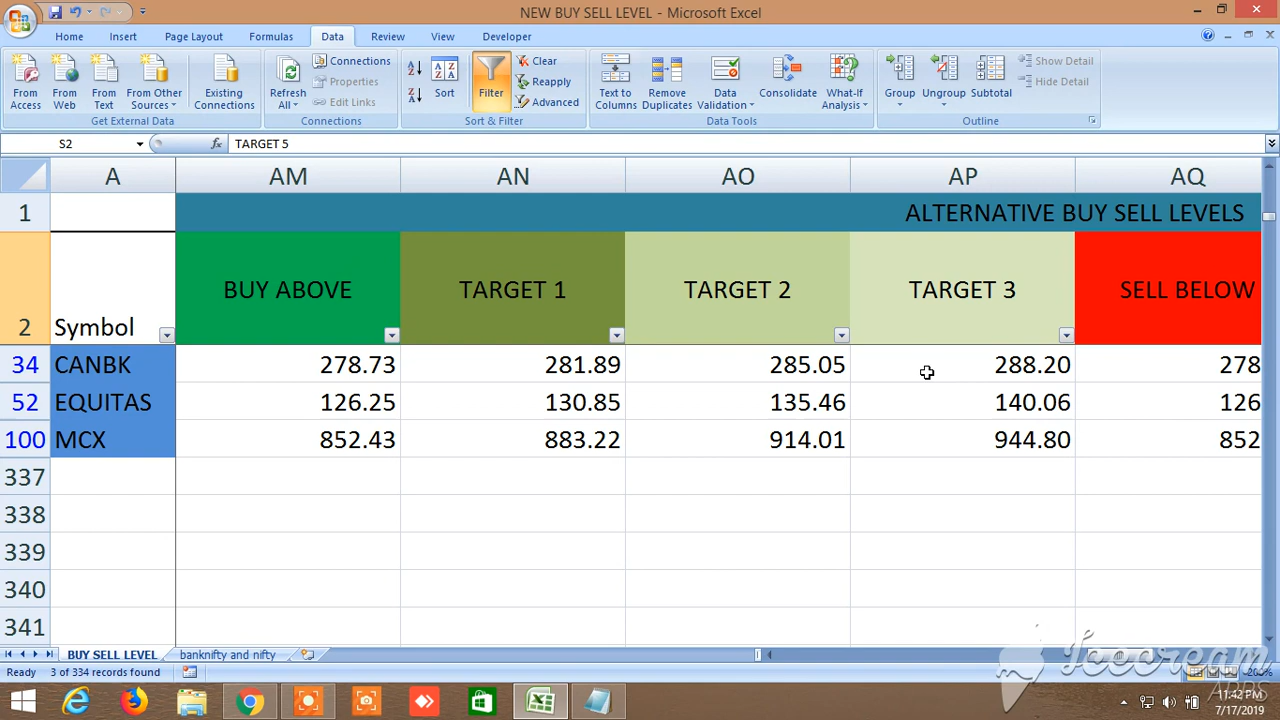 NEW BUY SELL LEVEL - Microsoft Excel
Home Insert Page Layout Formulas Data Review View Developer
From Access
From Web
From Text
From Other Sources
Existing Connections
Get External Data
Refresh All
Connections
Properties
Edit Links
Connections
Sort
Filter
Clear
Reapply
Advanced
Sort & Filter
Text to Columns
Remove Duplicates
Data Validation
Consolidate
What-If Analysis
Data Tools
Group
Ungroup
Subtotal
Show Detail
Hide Detail
Outline
S2 fx TARGET 5
A AM AN AO AP AQ
1 ALTERNATIVE BUY SELL LEVELS
2 Symbol BUY ABOVE TARGET 1 TARGET 2 TARGET 3 SELL BELOW
34 CANBK 278.73 281.89 285.05 288.20 278
52 EQUITAS 126.25 130.85 135.46 140.06 126
100 MCX 852.43 883.22 914.01 944.80 852
337
338
339
340
341
BUY SELL LEVEL banknifty and nifty
Ready 3 of 334 records found 200%
Icecream
APPS
11:42 PM
7/17/2019